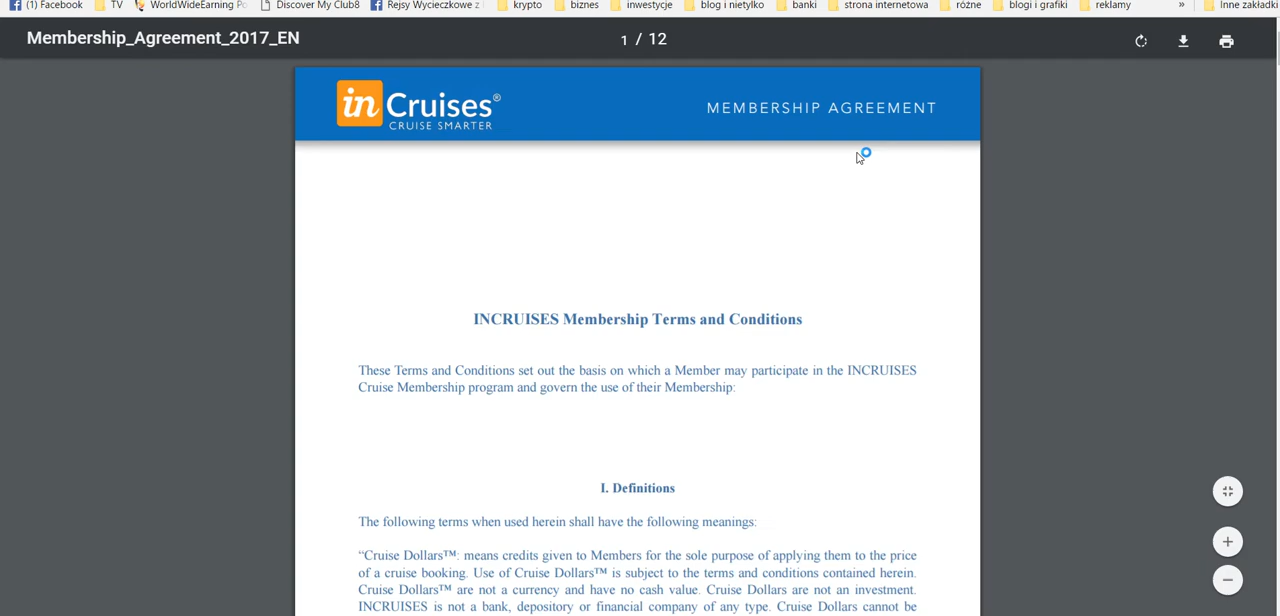 (1) Facebook TV WorldWideEarning Po Discover My Club8 Rejsy Wycieczkowe z krypto biznes inwestycje blog i nietylko banki strona internetowa różne blogi i grafiki reklamy » Inne zakładki
Membership_Agreement_2017_EN 1 / 12
in Cruises® MEMBERSHIP AGREEMENT
CRUISE SMARTER
INCRUISES Membership Terms and Conditions
These Terms and Conditions set out the basis on which a Member may participate in the INCRUISES
Cruise Membership program and govern the use of their Membership:
I. Definitions
The following terms when used herein shall have the following meanings:
“Cruise Dollars™: means credits given to Members for the sole purpose of applying them to the price
of a cruise booking. Use of Cruise Dollars™ is subject to the terms and conditions contained herein.
Cruise Dollars™ are not a currency and have no cash value. Cruise Dollars are not an investment.
INCRUISES is not a bank, depository or financial company of any type. Cruise Dollars cannot be